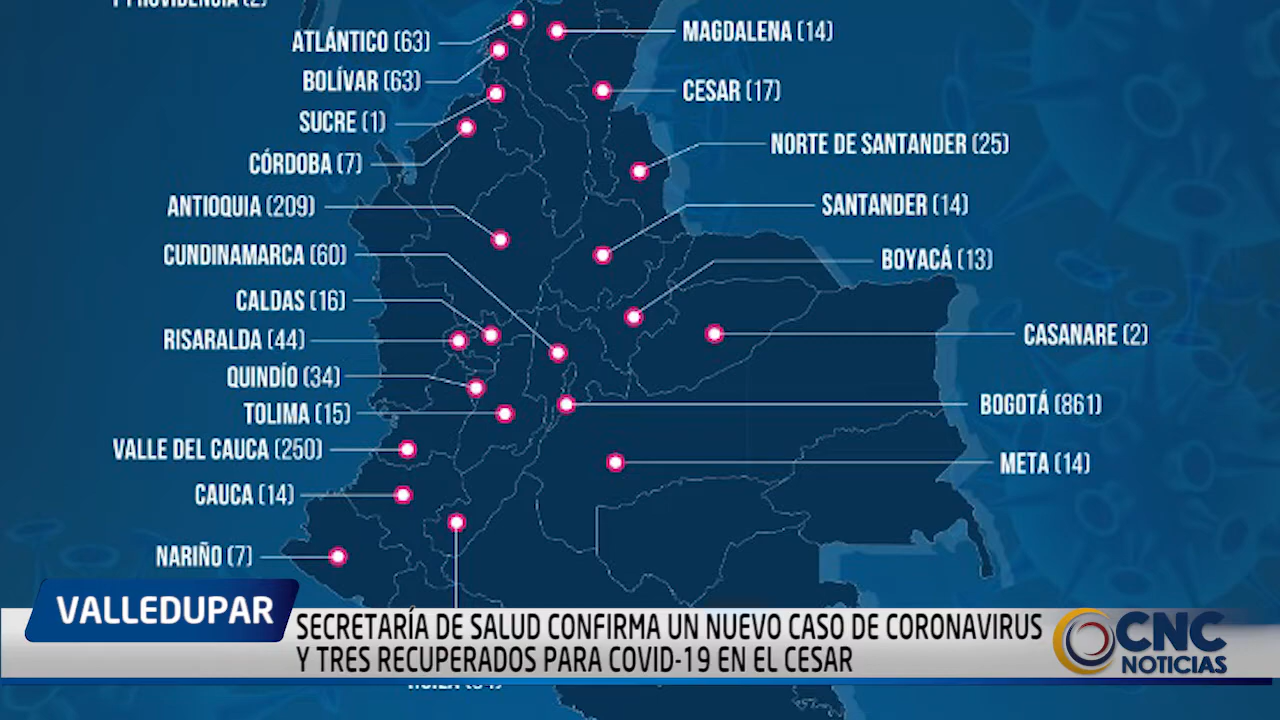 Y PROVIDENCIA (2)
ATLÁNTICO (63)
BOLÍVAR (63)
SUCRE (1)
CÓRDOBA (7)
ANTIOQUIA (209)
CUNDINAMARCA (60)
CALDAS (16)
RISARALDA (44)
QUINDÍO (34)
TOLIMA (15)
VALLE DEL CAUCA (250)
CAUCA (14)
NARIÑO (7)
MAGDALENA (14)
CESAR (17)
NORTE DE SANTANDER (25)
SANTANDER (14)
BOYACÁ (13)
CASANARE (2)
BOGOTÁ (861)
META (14)
VALLEDUPAR
SECRETARÍA DE SALUD CONFIRMA UN NUEVO CASO DE CORONAVIRUS
Y TRES RECUPERADOS PARA COVID-19 EN EL CESAR
CNC
NOTICIAS